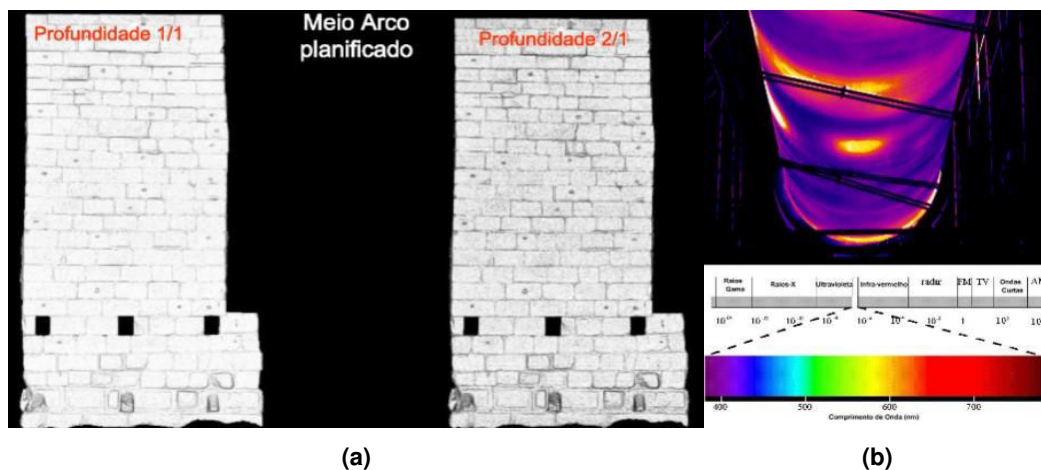 Profundidade 1/1
Meio Arco
planificado
Profundidade 2/1
Raios
Gama
Raios-X
Ultravioleta
Infra-vermelho
radar
FM
TV
Ondas
Curtas
AM
1
400
500
600
700
Comprimento de Onda (nm)
(a)
(b)